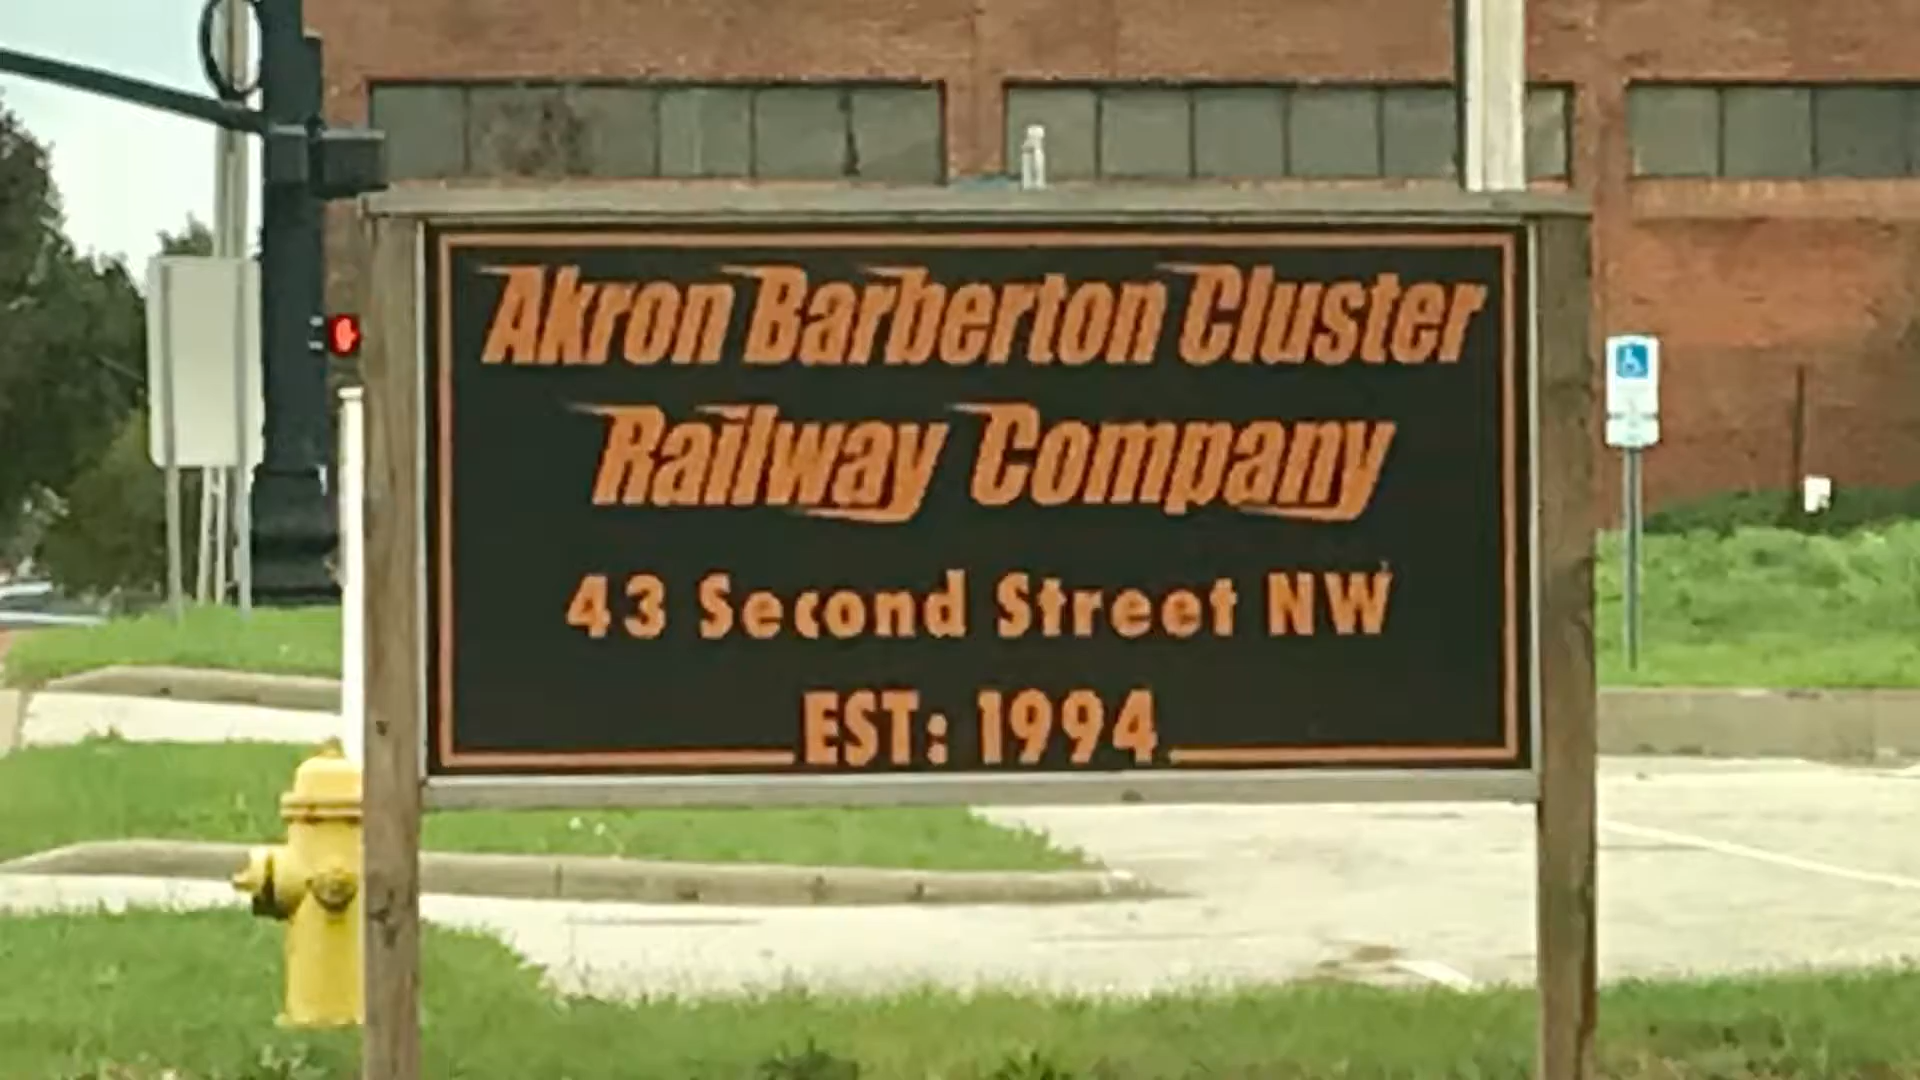 Akron Barberton Cluster
Railway Company
43 Second Street NW
EST: 1994